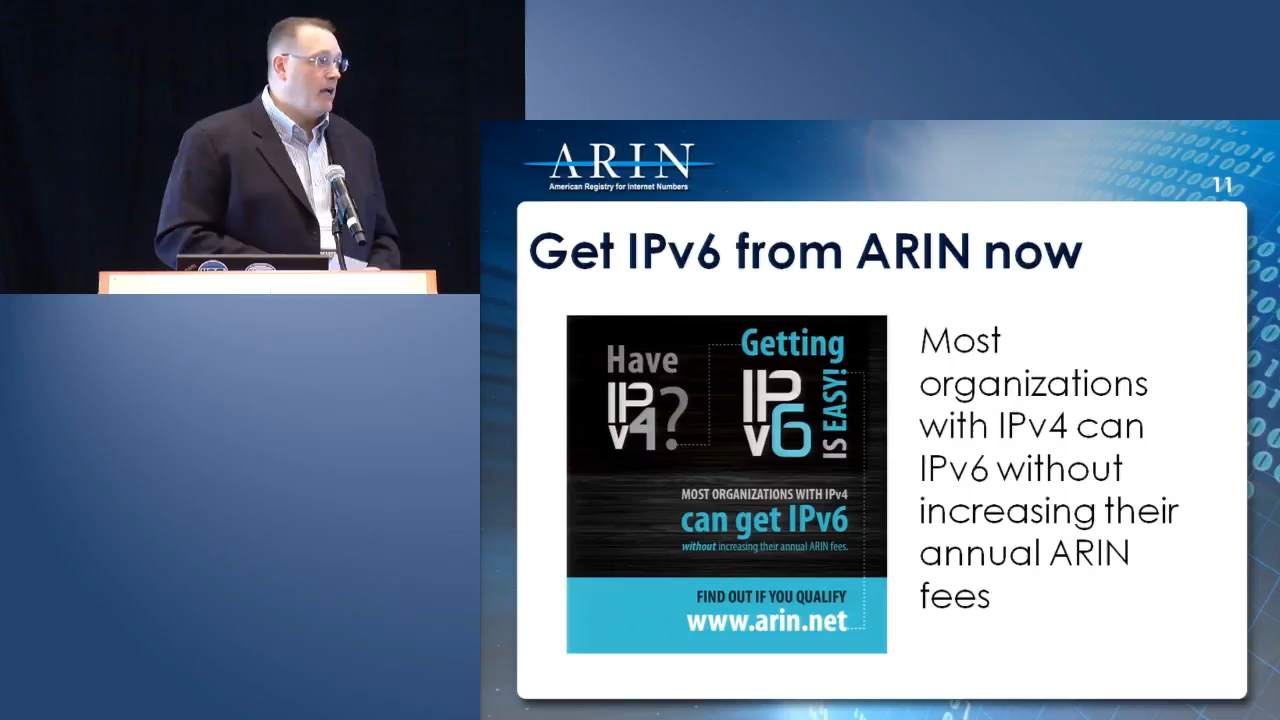 ARIN
American Registry for Internet Numbers
11
Get IPv6 from ARIN now
Have
IPv4?
Getting
IPv6
IS EASY!
MOST ORGANIZATIONS WITH IPv4
can get IPv6
without increasing their annual ARIN fees.
FIND OUT IF YOU QUALIFY
www.arin.net
Most
organizations
with IPv4 can
IPv6 without
increasing their
annual ARIN
fees